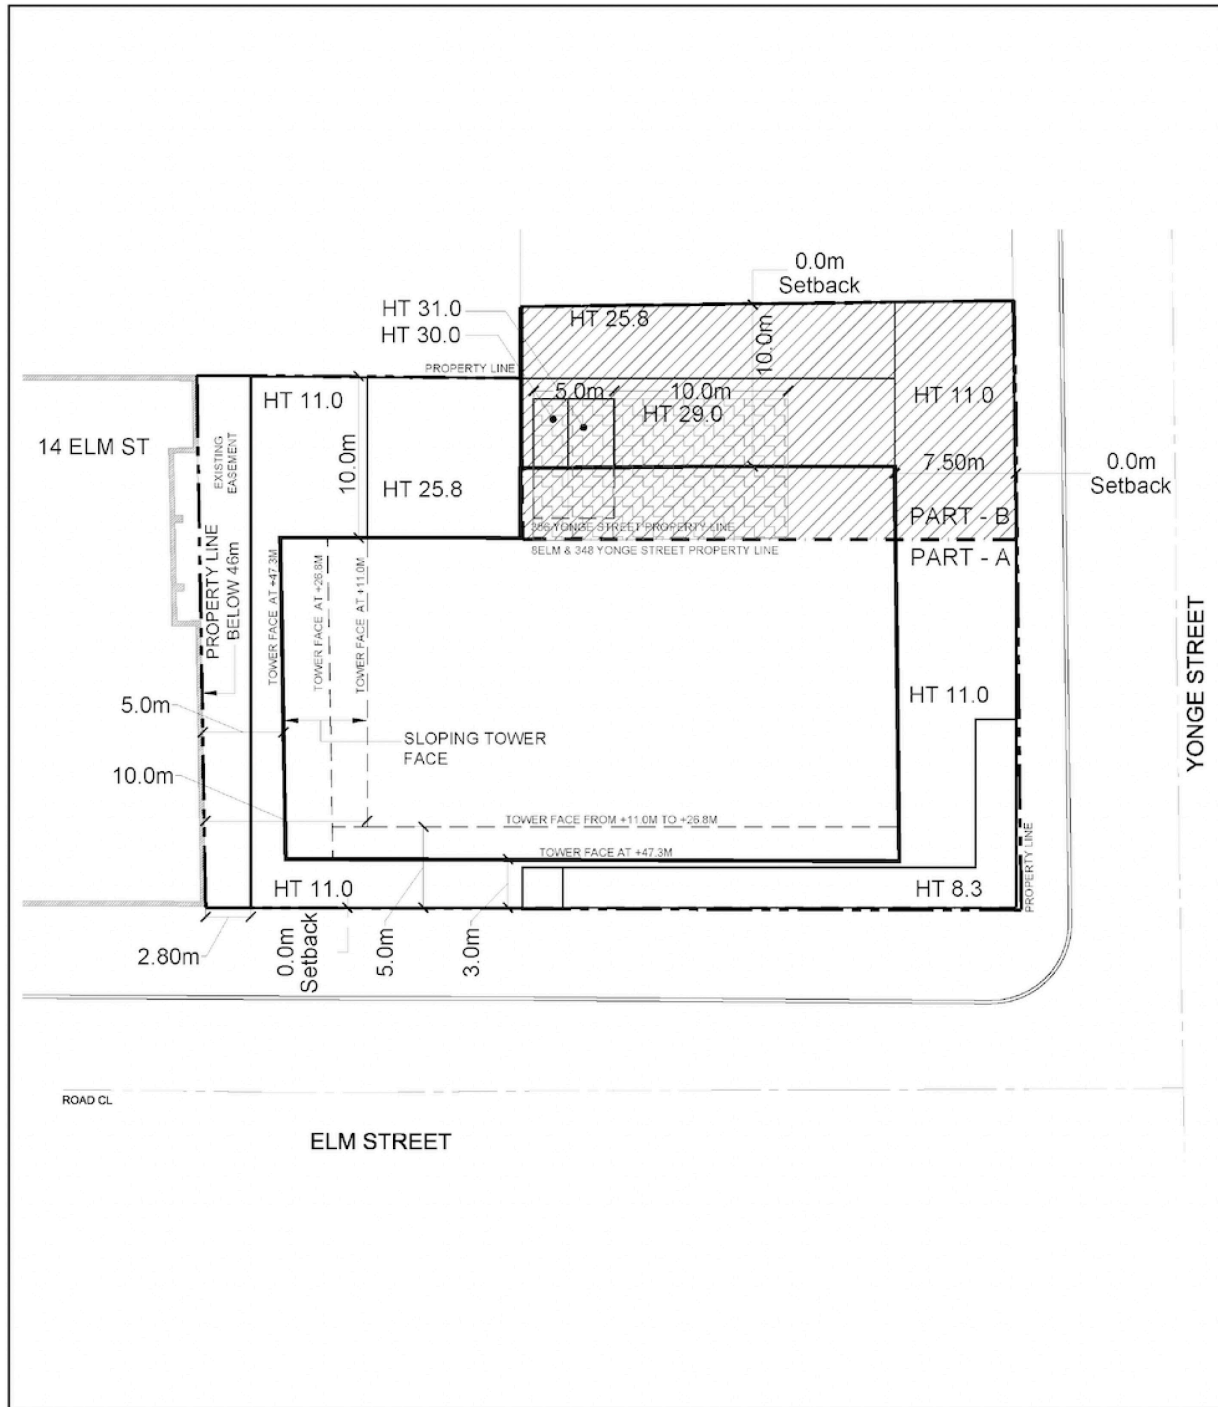 0.0m
Setback
HT 31.0
HT 30.0
HT 25.8
10.0m
PROPERTY LINE
5.0m
10.0m
HT 11.0
HT 29.0
HT 11.0
14 ELM ST
EXISTING
EASEMENT
10.0m
HT 25.8
7.50m
0.0m
Setback
PART - B
8ELM & 348 YONGE STREET PROPERTY LINE
PART - A
PROPERTY LINE
BELOW 46m
TOWER FACE AT +47.3M
TOWER FACE AT +26.8M
TOWER FACE AT +11.0M
YONGE STREET
5.0m
HT 11.0
SLOPING TOWER
FACE
10.0m
TOWER FACE FROM +11.0M TO +26.8M
TOWER FACE AT +47.3M
PROPERTY LINE
HT 11.0
HT 8.3
2.80m
0.0m
Setback
5.0m
3.0m
ROAD CL
ELM STREET